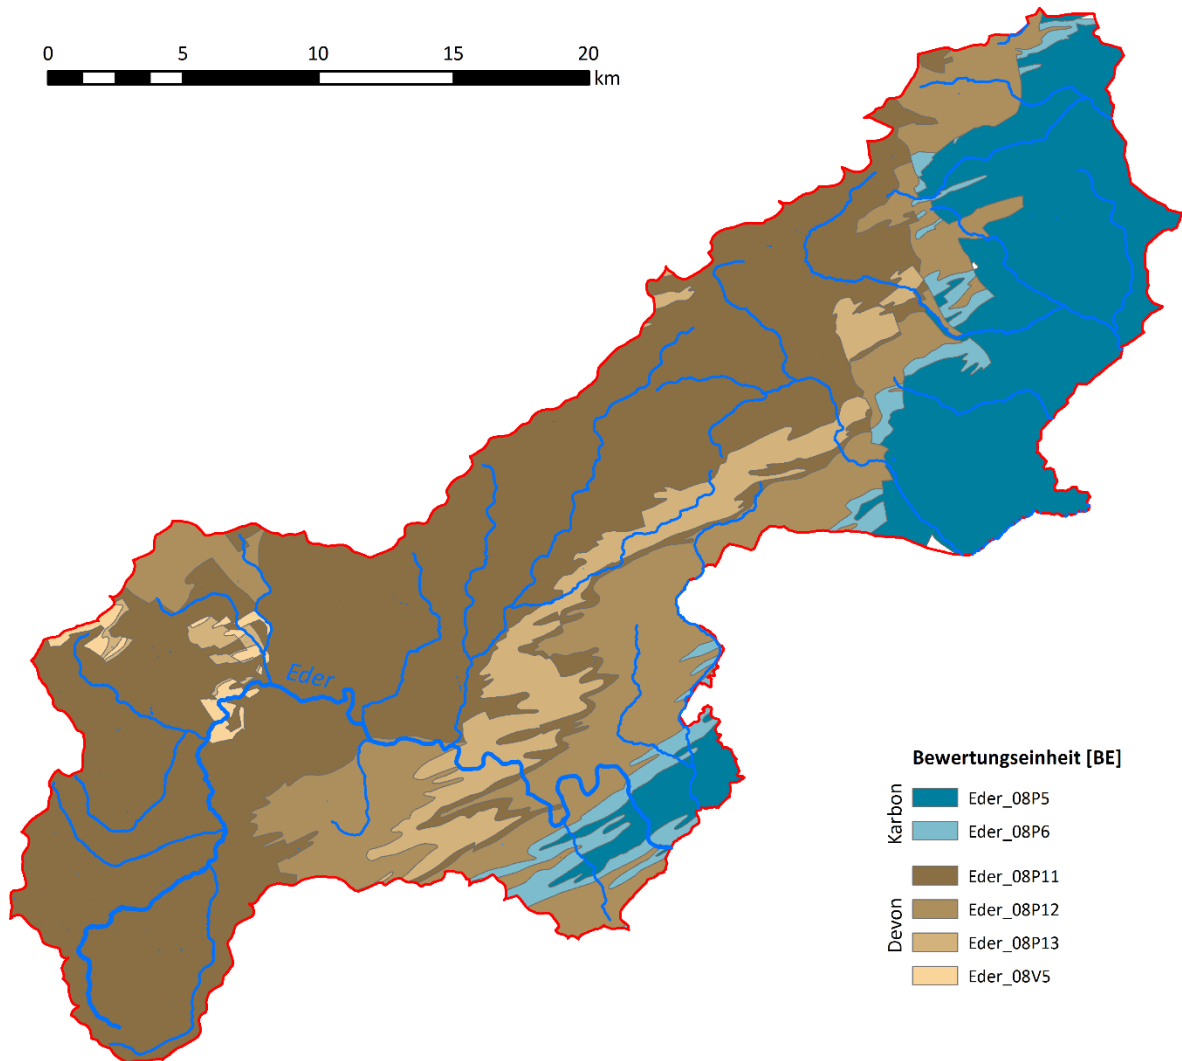 0 5 10 15 20
km
Eder
Bewertungseinheit [BE]
Karbon
Eder_08P5
Eder_08P6
Devon
Eder_08P11
Eder_08P12
Eder_08P13
Eder_08V5